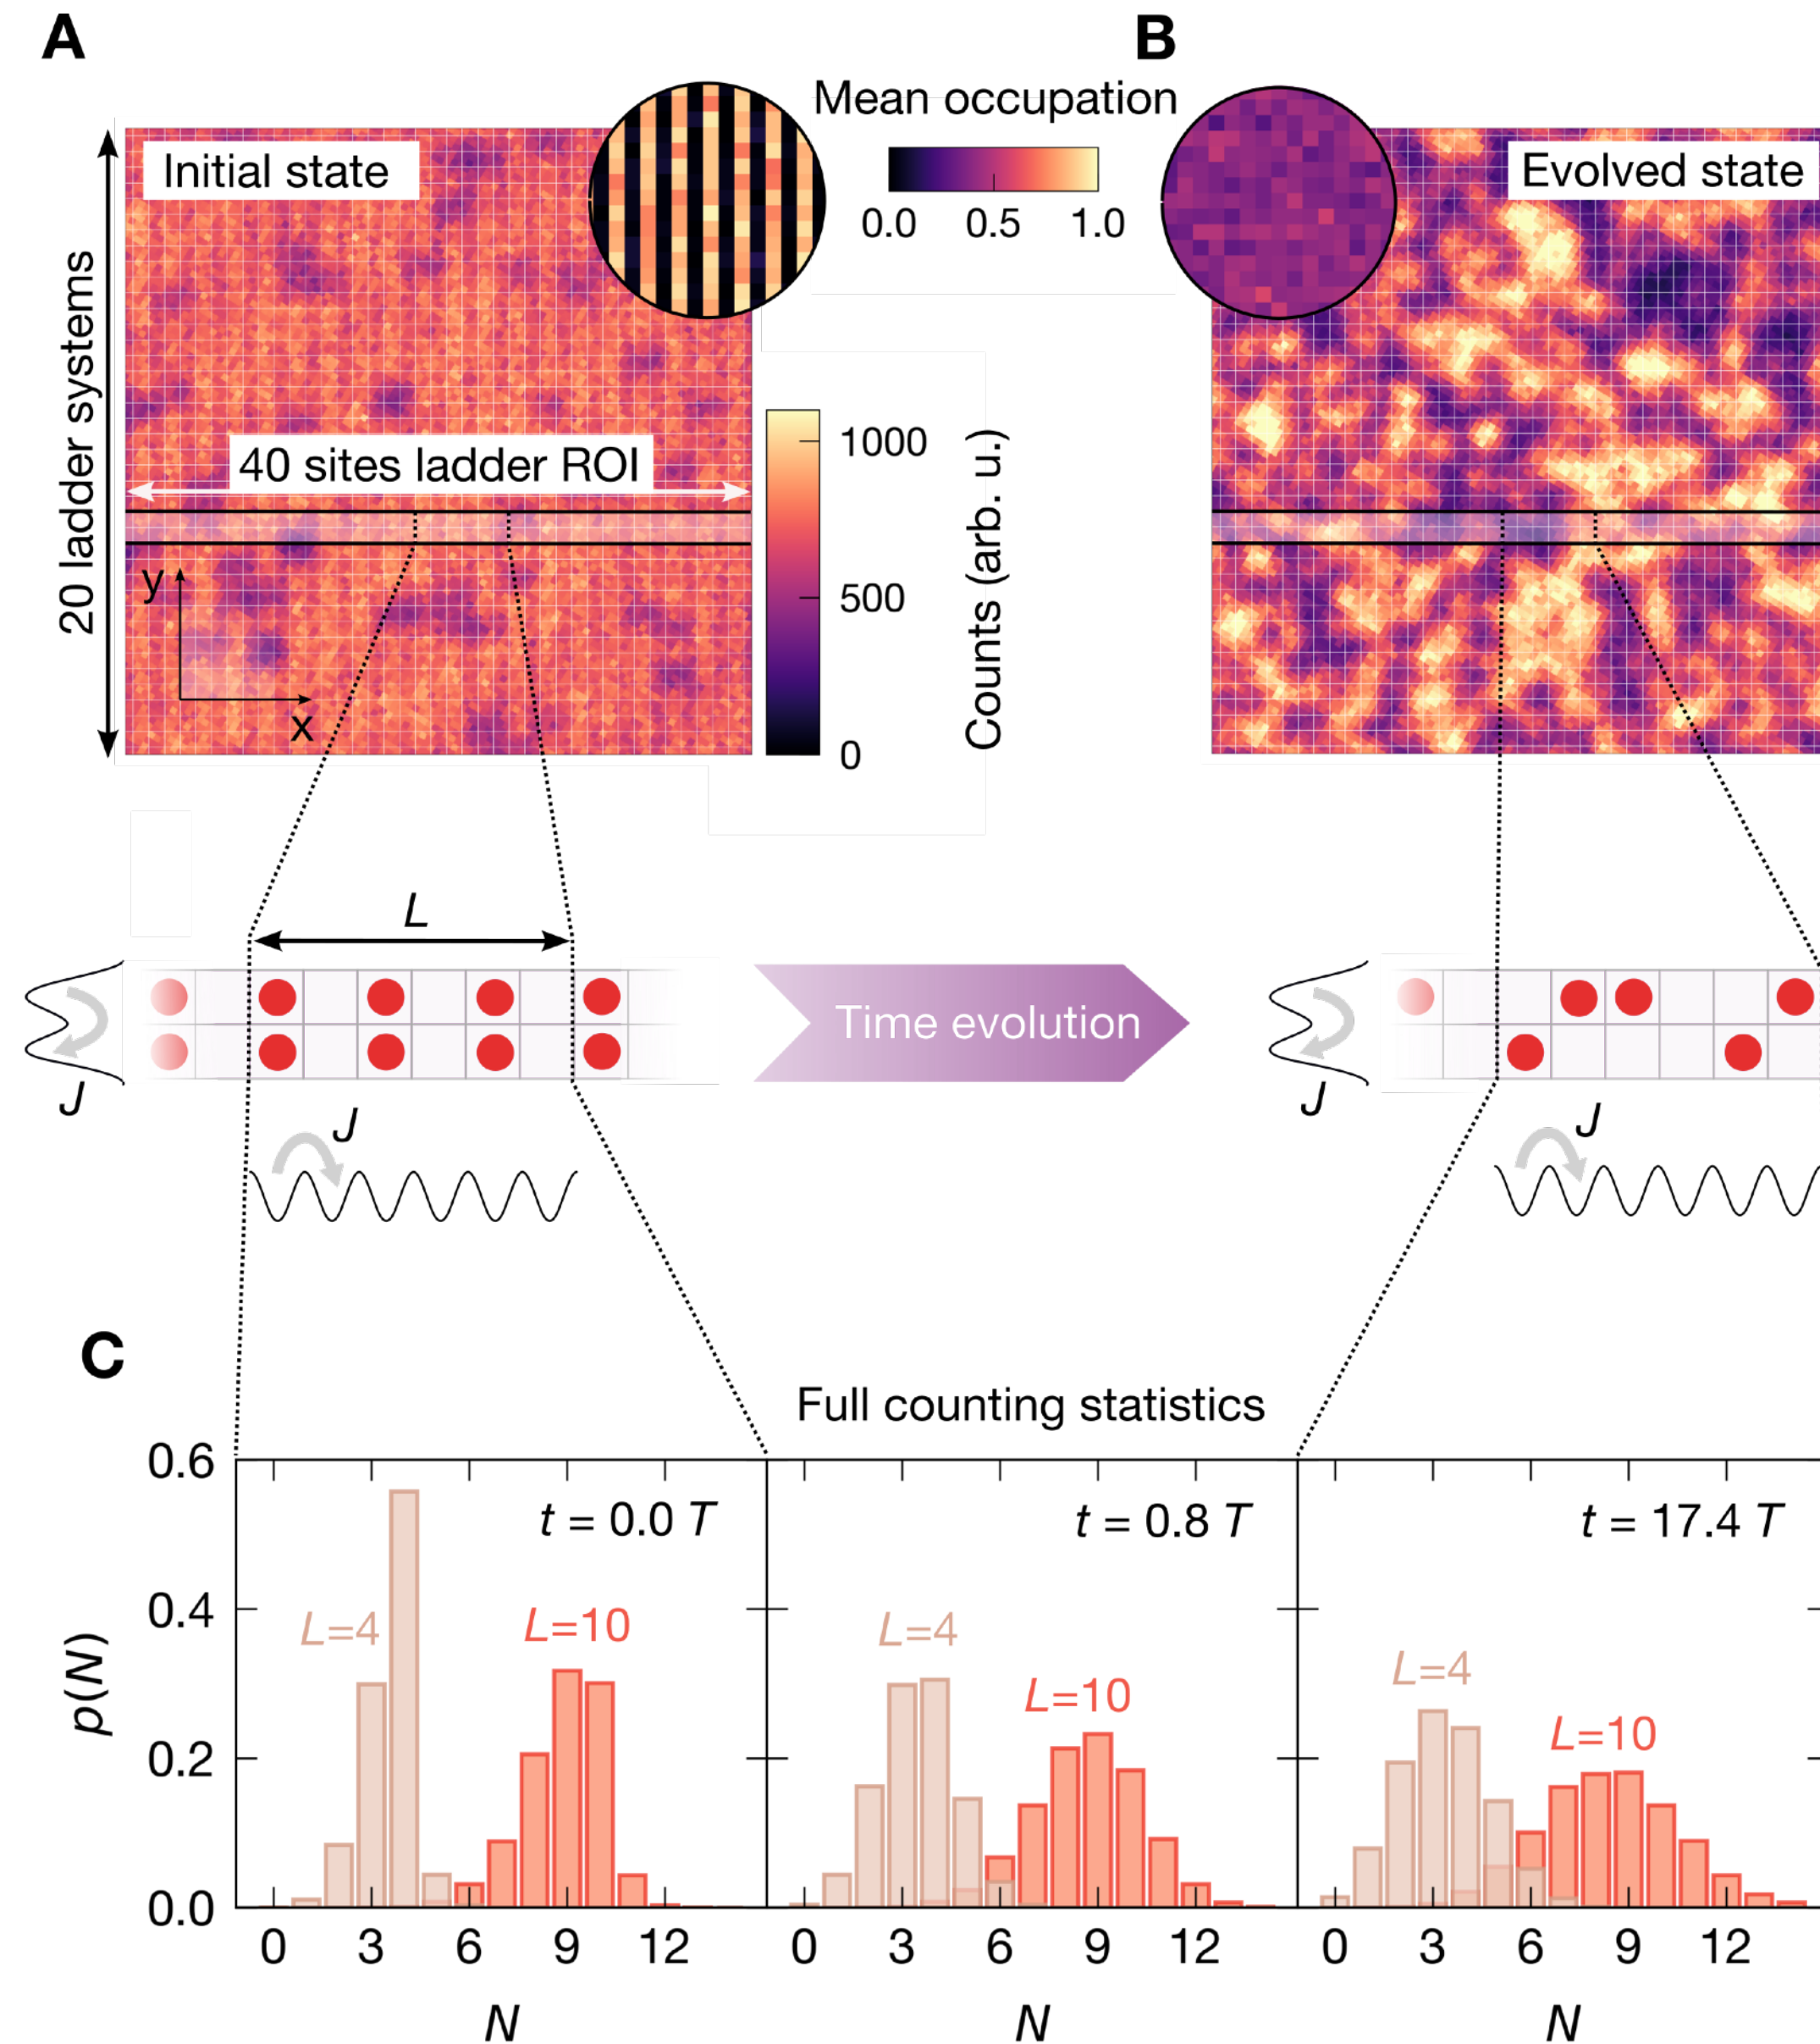 A
B
Mean occupation
0.0 0.5 1.0
Initial state
Evolved state
20 ladder systems
40 sites ladder ROI
y
x
1000
500
0
Counts (arb. u.)
L
J
J
Time evolution
J
J
C
Full counting statistics
p(N)
0.6
0.4
0.2
0.0
t = 0.0 T
L=4
L=10
0 3 6 9 12
N
t = 0.8 T
L=4
L=10
0 3 6 9 12
N
t = 17.4 T
L=4
L=10
0 3 6 9 12
N